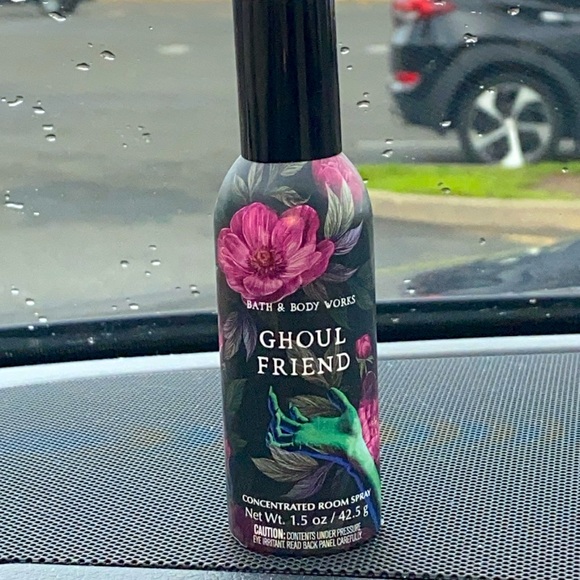 BATH & BODY WORKS
GHOUL
FRIEND
CONCENTRATED ROOM SPRAY
Net Wt. 1.5 oz / 42.5 g
CAUTION: CONTENTS UNDER PRESSURE
EYE IRRITANT. READ BACK PANEL CAREFULLY.